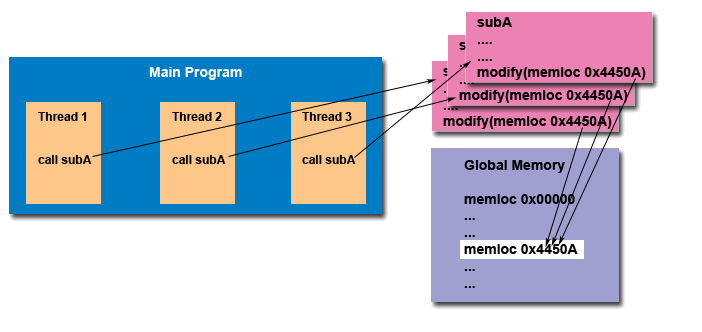 Main Program
Thread 1
call subA
Thread 2
call subA
Thread 3
call subA
subA
....
....
modify(memloc 0x4450A)
s
..
....
modify(memloc 0x4450A)
s
..
....
modify(memloc 0x4450A)
Global Memory
memloc 0x00000
...
...
memloc 0x4450A
...
...